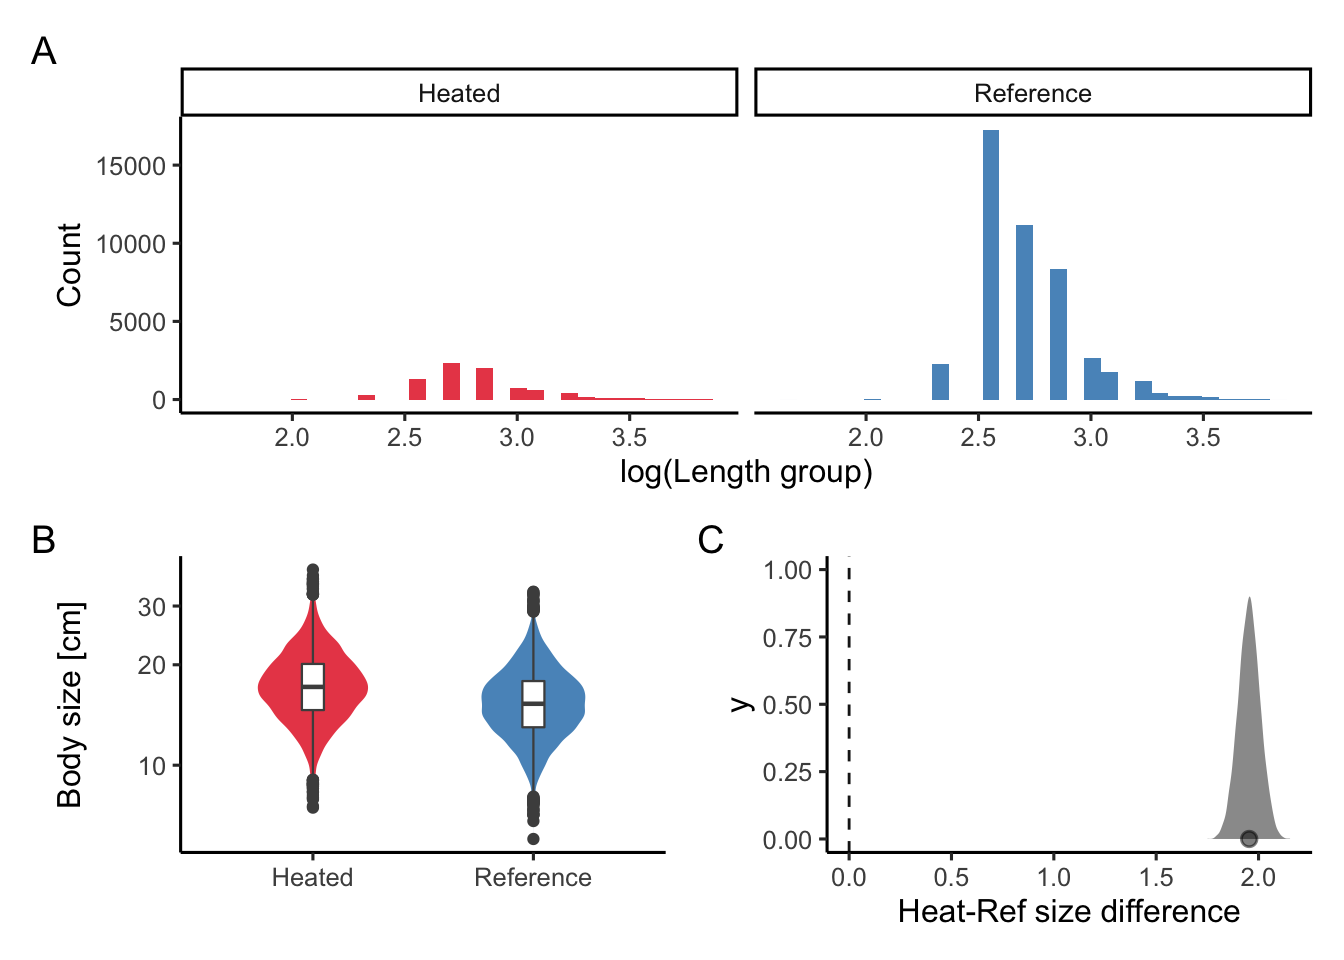 A
Heated
Reference
15000
10000
5000
0
Count
2.0 2.5 3.0 3.5
2.0 2.5 3.0 3.5
log(Length group)
B
30
20
10
Body size [cm]
Heated Reference
C
1.00
0.75
0.50
0.25
0.00
y
0.0 0.5 1.0 1.5 2.0
Heat-Ref size difference